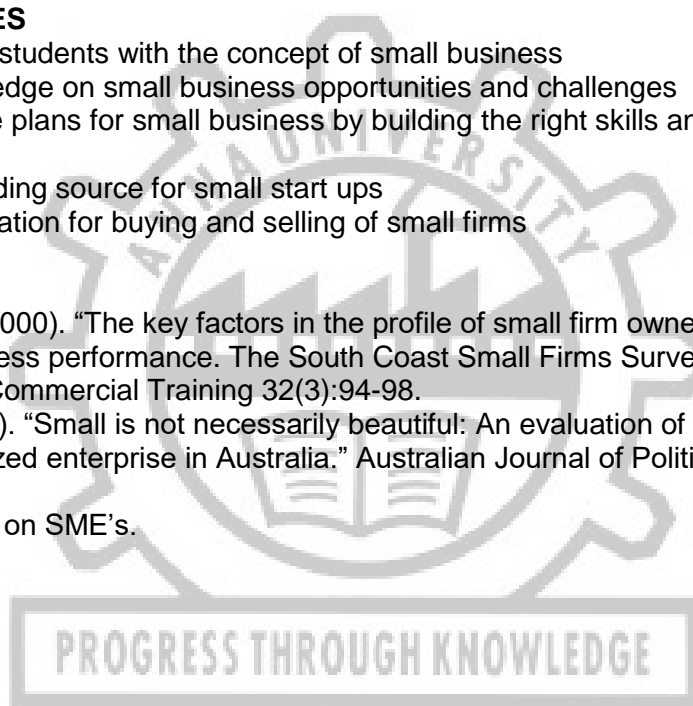 ES
students with the concept of small business
edge on small business opportunities and challenges
e plans for small business by building the right skills an
ding source for small start ups
ation for buying and selling of small firms
000). “The key factors in the profile of small firm owne
ess performance. The South Coast Small Firms Surve
Commercial Training 32(3):94-98.
). “Small is not necessarily beautiful: An evaluation of
zed enterprise in Australia.” Australian Journal of Politi
on SME’s.
ANNA UNIVERSITY
PROGRESS THROUGH KNOWLEDGE